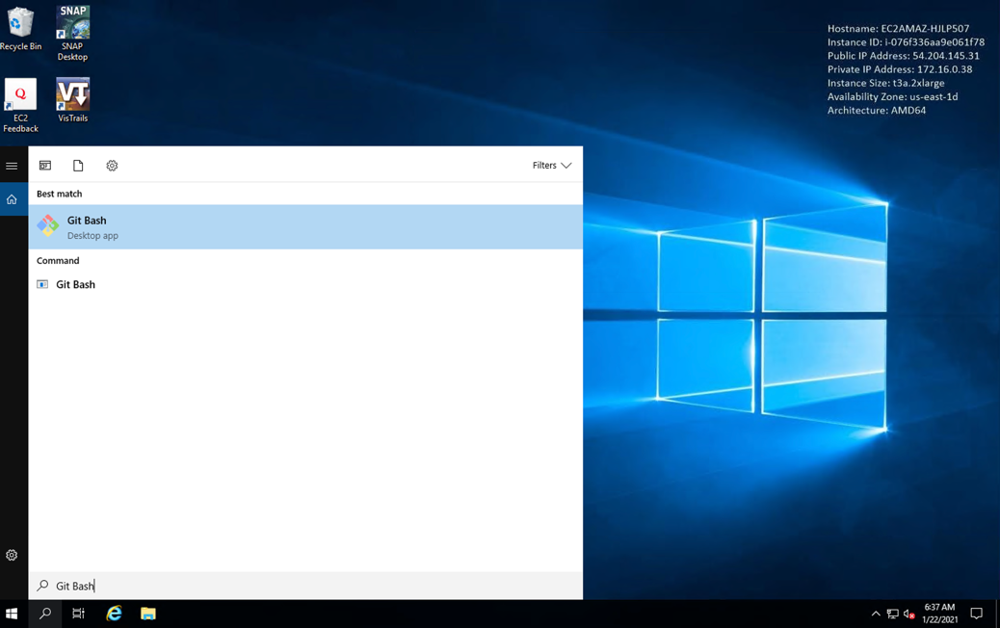 SNAP
Recycle Bin
SNAP
Desktop
Q
VT
EC2
Feedback
VisTrails
Hostname: EC2AMAZ-HJLP507
Instance ID: i-076f336aa9e061f78
Public IP Address: 54.204.145.31
Private IP Address: 172.16.0.38
Instance Size: t3a.2xlarge
Availability Zone: us-east-1d
Architecture: AMD64
Filters
Best match
Git Bash
Desktop app
Command
Git Bash
Git Bash
6:37 AM
1/22/2021